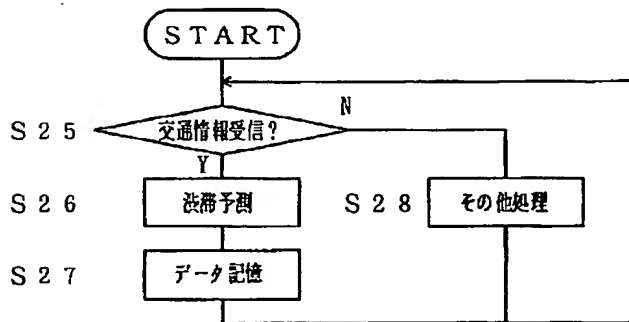 START
N
S25 交通情報受信?
Y
S26 渋滞予測 S28 その他処理
S27 データ記憶